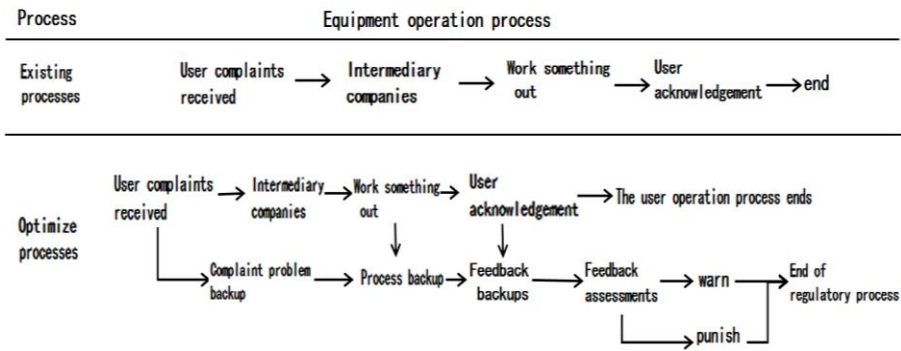 Process
Equipment operation process
Existing
processes
User complaints
received
Intermediary
companies
Work something
out
User
acknowledgement
end
Optimize
processes
User complaints
received
Intermediary
companies
Work something
out
User
acknowledgement
The user operation process ends
Complaint problem
backup
Process backup
Feedback
backups
Feedback
assessments
warn
punish
End of
regulatory process